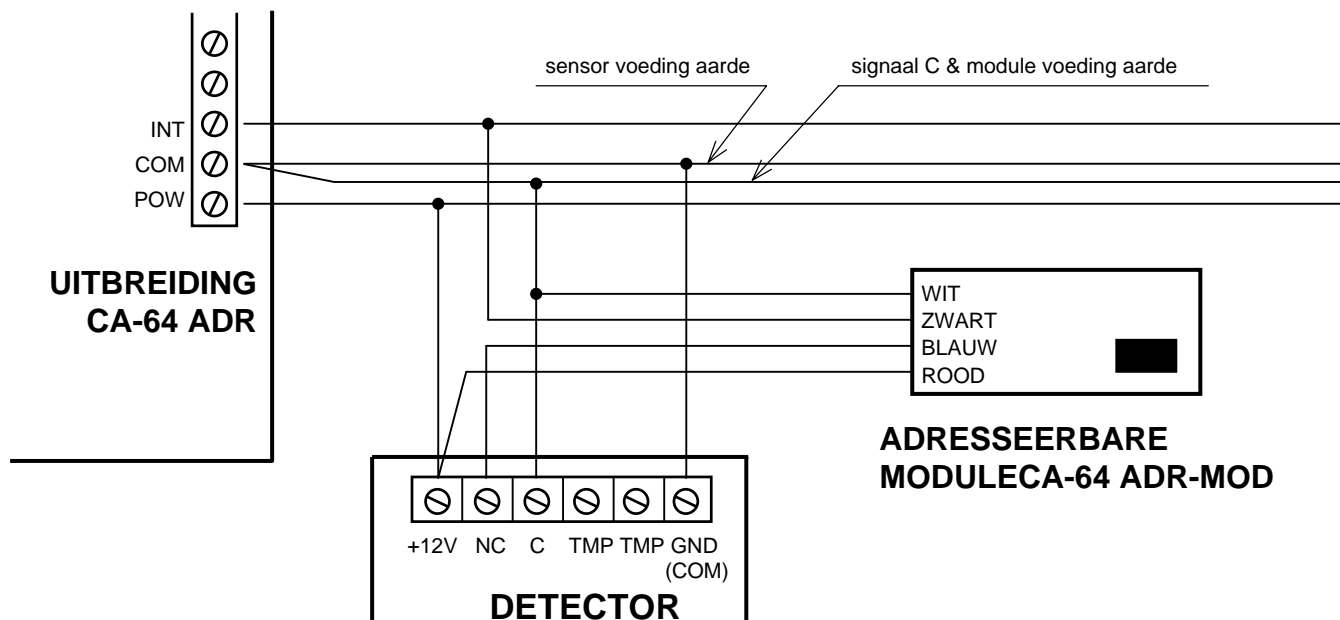 sensor voeding aarde
signaal C & module voeding aarde
INT
COM
POW
UITBREIDING
CA-64 ADR
WIT
ZWART
BLAUW
ROOD
ADRESSEERBARE
MODULECA-64 ADR-MOD
+12V NC C TMP TMP GND
(COM)
DETECTOR